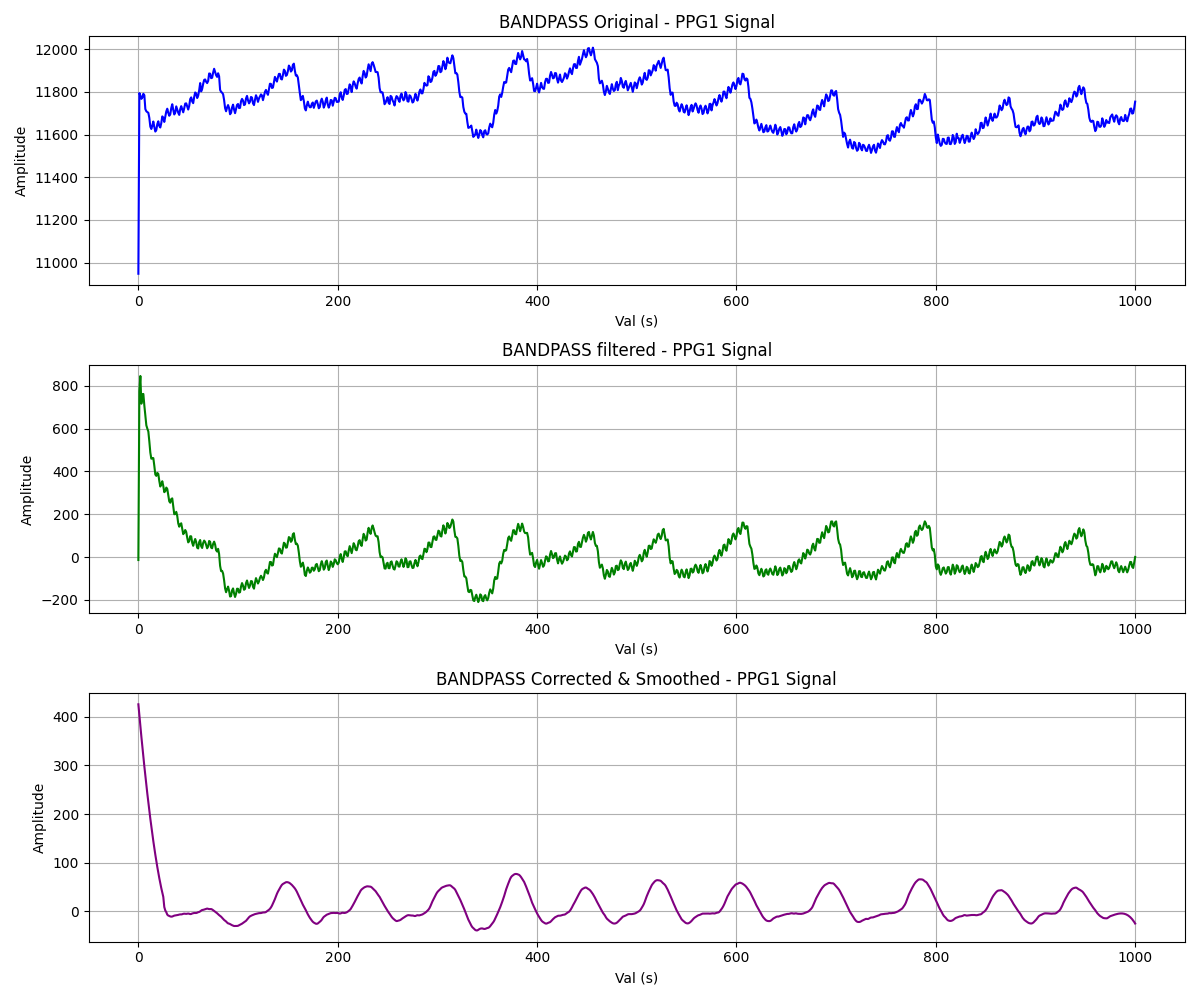 BANDPASS Original - PPG1 Signal
12000
11800
11600
11400
11200
11000
Amplitude
0 200 400 600 800 1000
Val (s)
BANDPASS filtered - PPG1 Signal
800
600
400
200
0
−200
Amplitude
0 200 400 600 800 1000
Val (s)
BANDPASS Corrected & Smoothed - PPG1 Signal
400
300
200
100
0
Amplitude
0 200 400 600 800 1000
Val (s)